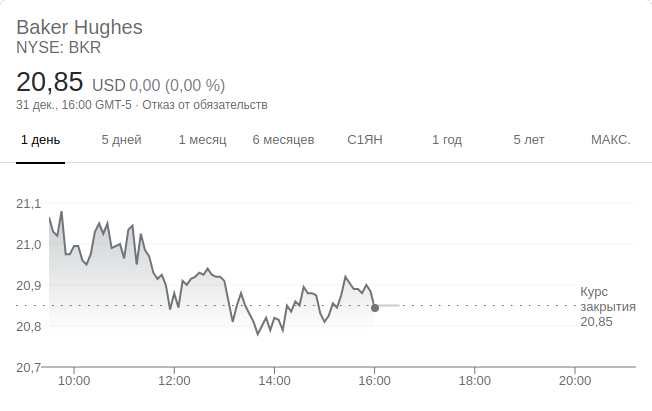 Baker Hughes
NYSE: BKR
20,85 USD 0,00 (0,00 %)
31 дек., 16:00 GMT-5 · Отказ от обязательств
1 день 5 дней 1 месяц 6 месяцев С1ЯН 1 год 5 лет МАКС.
21,1
21,0
20,9
20,8
20,7
Курс
закрытия
20,85
10:00 12:00 14:00 16:00 18:00 20:00